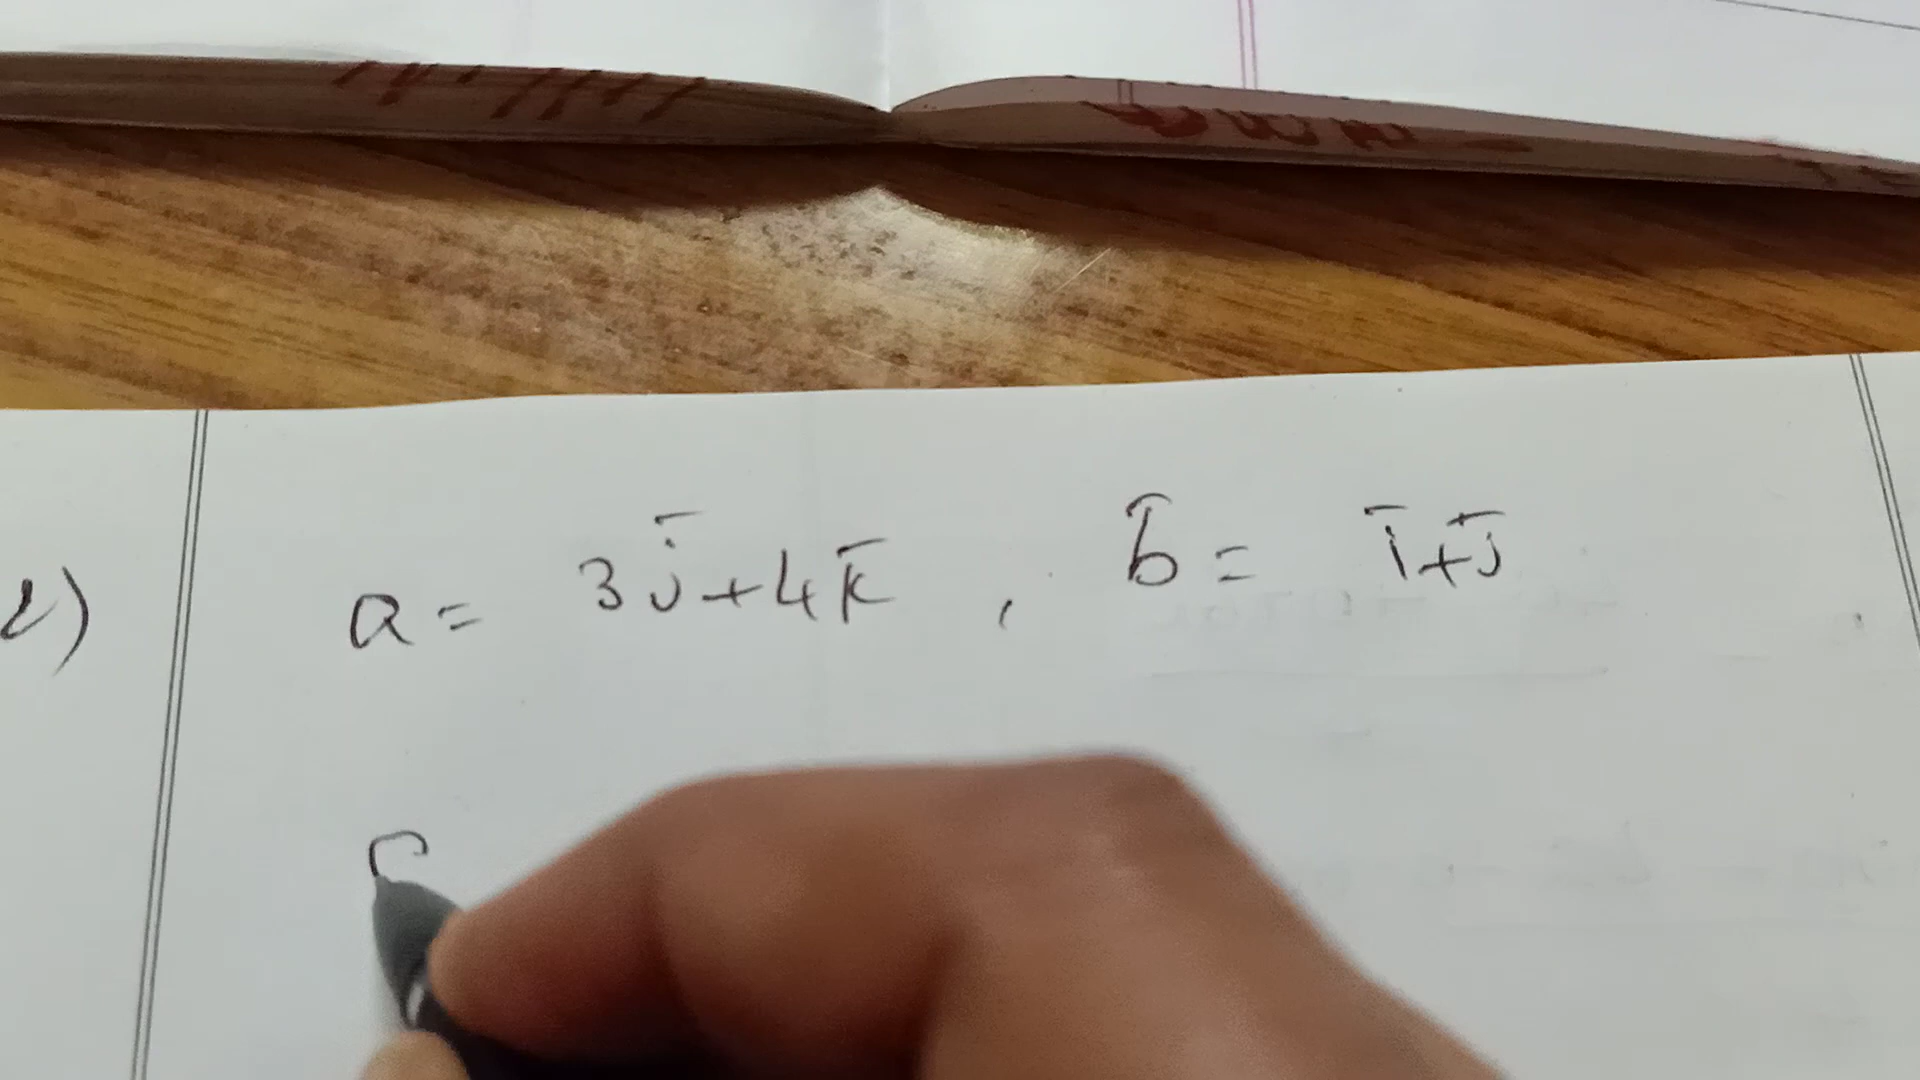 2) a = 3j̄+4k̄ , b̄ = ī+j̄